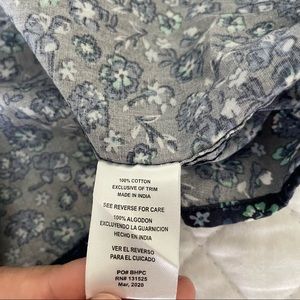 100% COTTON
EXCLUSIVE OF TRIM
MADE IN INDIA
SEE REVERSE FOR CARE
100% ALGODON
EXCLUYENDO LA GUARNICION
HECHO EN INDIA
VER EL REVERSO
PARA EL CUIDADO
PO# BHPC
RN# 131525
Mar, 2020